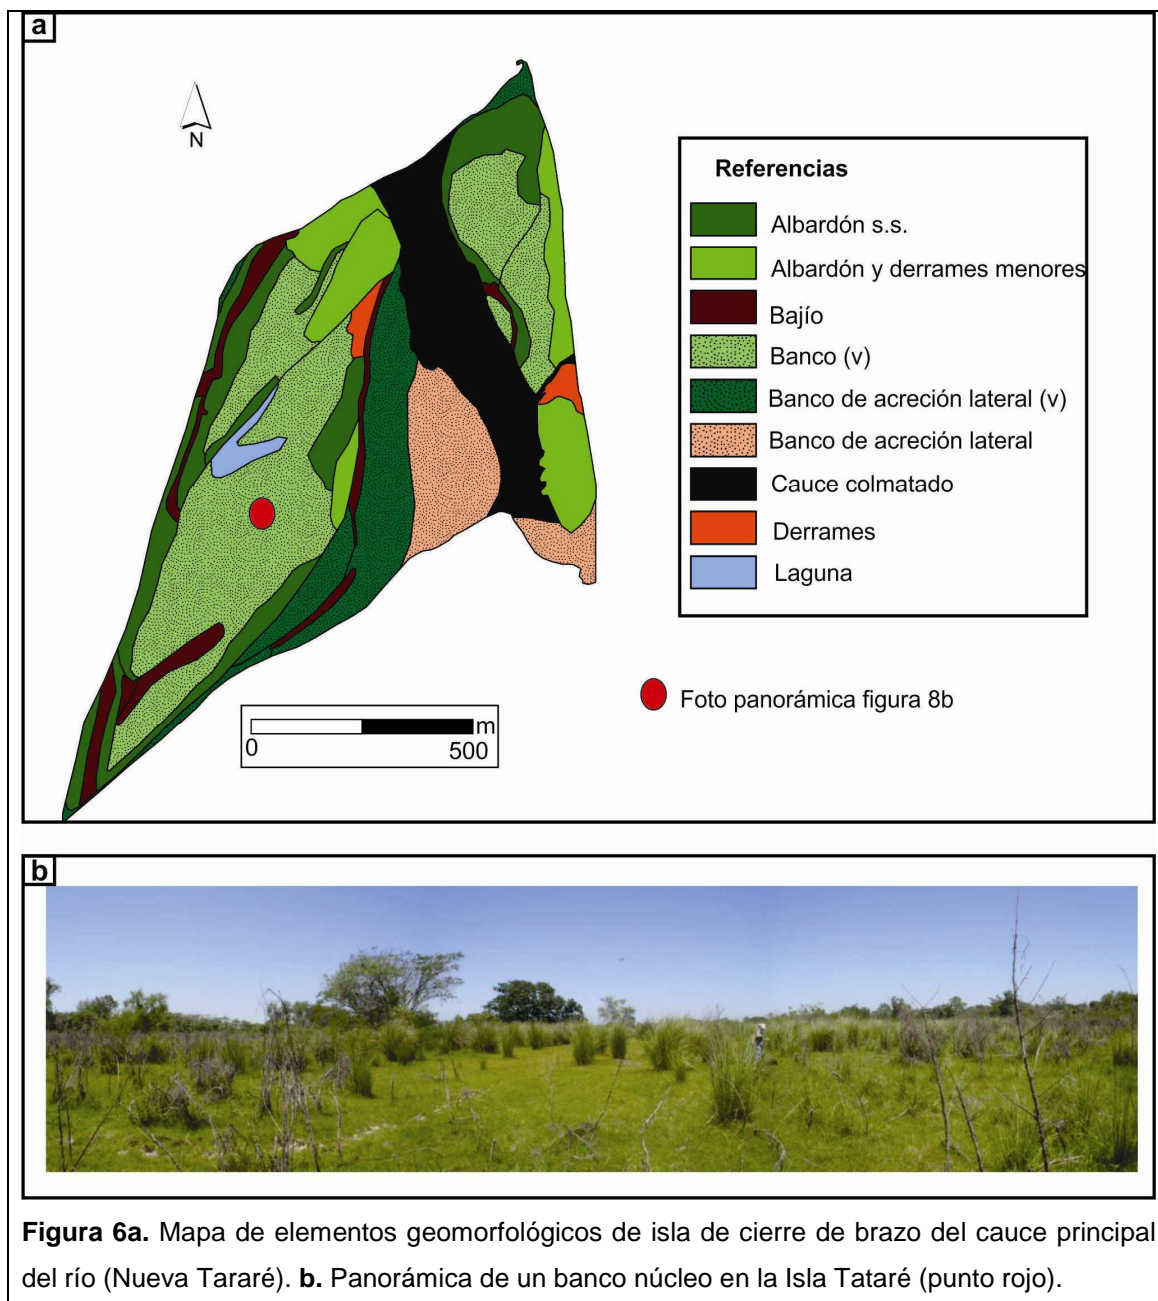 a
N
Referencias
Albardón s.s.
Albardón y derrames menores
Bajío
Banco (v)
Banco de acreción lateral (v)
Banco de acreción lateral
Cauce colmatado
Derrames
Laguna
Foto panorámica figura 8b
m
0 500
b
Figura 6a. Mapa de elementos geomorfológicos de isla de cierre de brazo del cauce principal
del río (Nueva Tararé). b. Panorámica de un banco núcleo en la Isla Tataré (punto rojo).